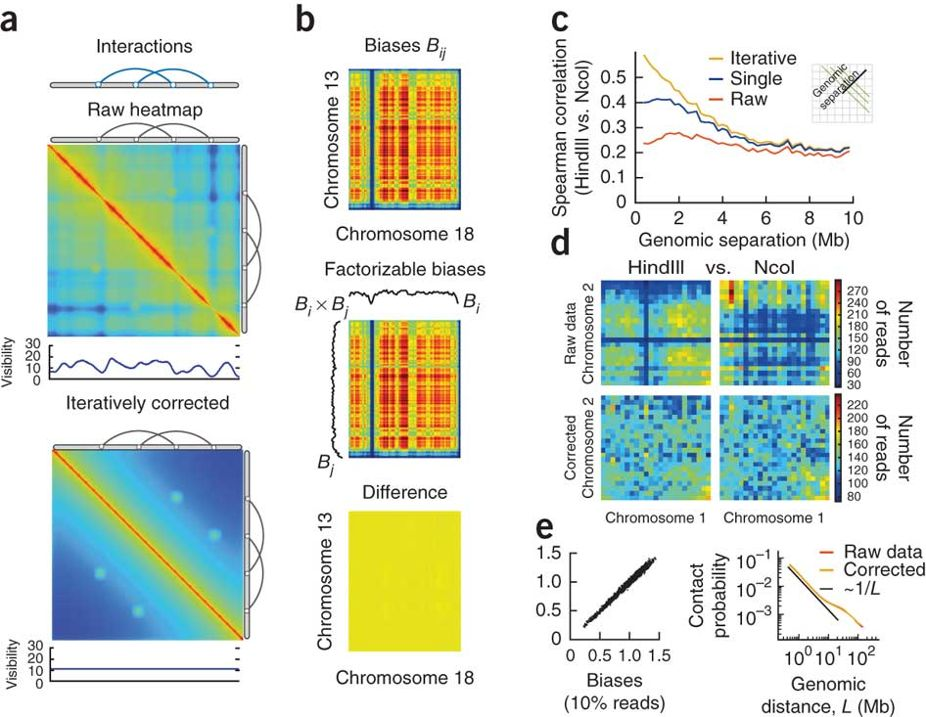 a
Interactions
Raw heatmap
Visibility
30
20
10
0
Iteratively corrected
Visibility
30
20
10
0
b
Biases Bij
Chromosome 13
Chromosome 18
Factorizable biases
Bi × Bj
Bi
Bj
Difference
Chromosome 13
Chromosome 18
c
Spearman correlation
(HindIII vs. NcoI)
0.5
0.4
0.3
0.2
0.1
0
0 2 4 6 8 10
Genomic separation (Mb)
Iterative
Single
Raw
Genomic
separation
d
HindIII vs. NcoI
Raw data
Chromosome 2
270
240
210
180
150
120
90
60
30
Number
of reads
Corrected
Chromosome 2
220
200
180
160
140
120
100
80
Number
of reads
Chromosome 1 Chromosome 1
e
1.5
1.0
0.5
0
0 0.5 1.0 1.5
Biases
(10% reads)
Contact
probability
10−1
10−2
10−3
100 101 102
Genomic
distance, L (Mb)
Raw data
Corrected
~1/L